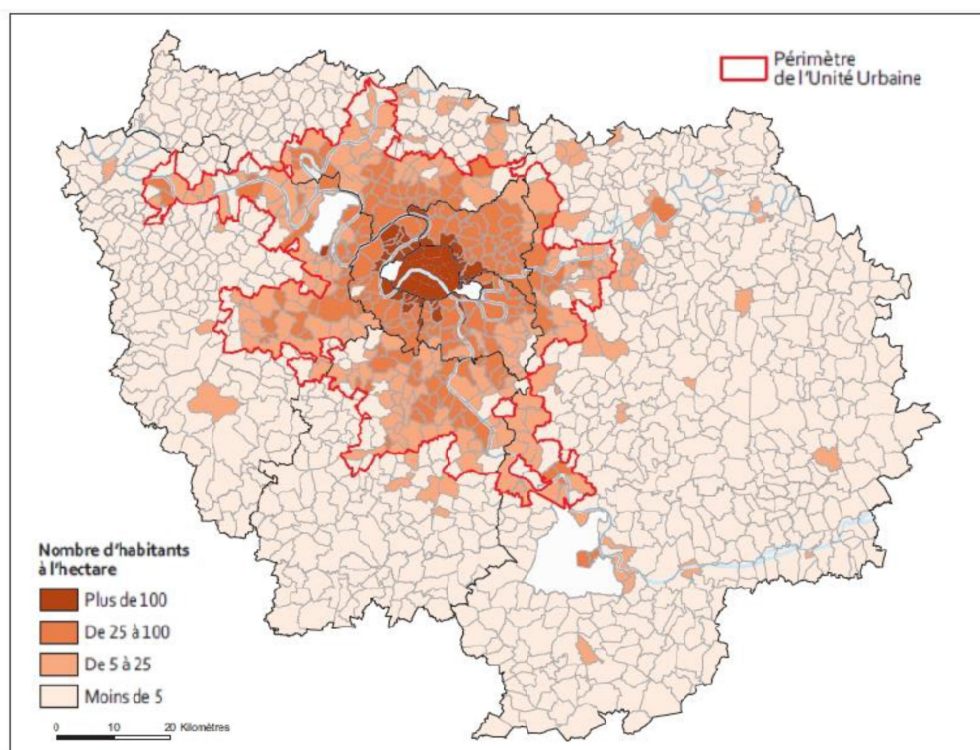 Périmètre
de l'Unité Urbaine
Nombre d'habitants
à l'hectare
Plus de 100
De 25 à 100
De 5 à 25
Moins de 5
0 10 20 Kilomètres